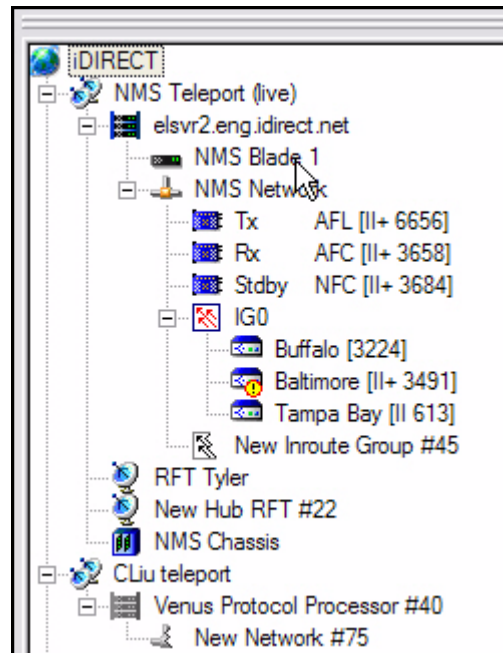 iDIRECT
NMS Teleport (live)
elsvr2.eng.idirect.net
NMS Blade 1
NMS Network
Tx AFL [II+ 6656]
Rx AFC [II+ 3658]
Stdby NFC [II+ 3684]
IG0
Buffalo [3224]
Baltimore [II+ 3491]
Tampa Bay [II 613]
New Inroute Group #45
RFT Tyler
New Hub RFT #22
NMS Chassis
CLiu teleport
Venus Protocol Processor #40
New Network #75